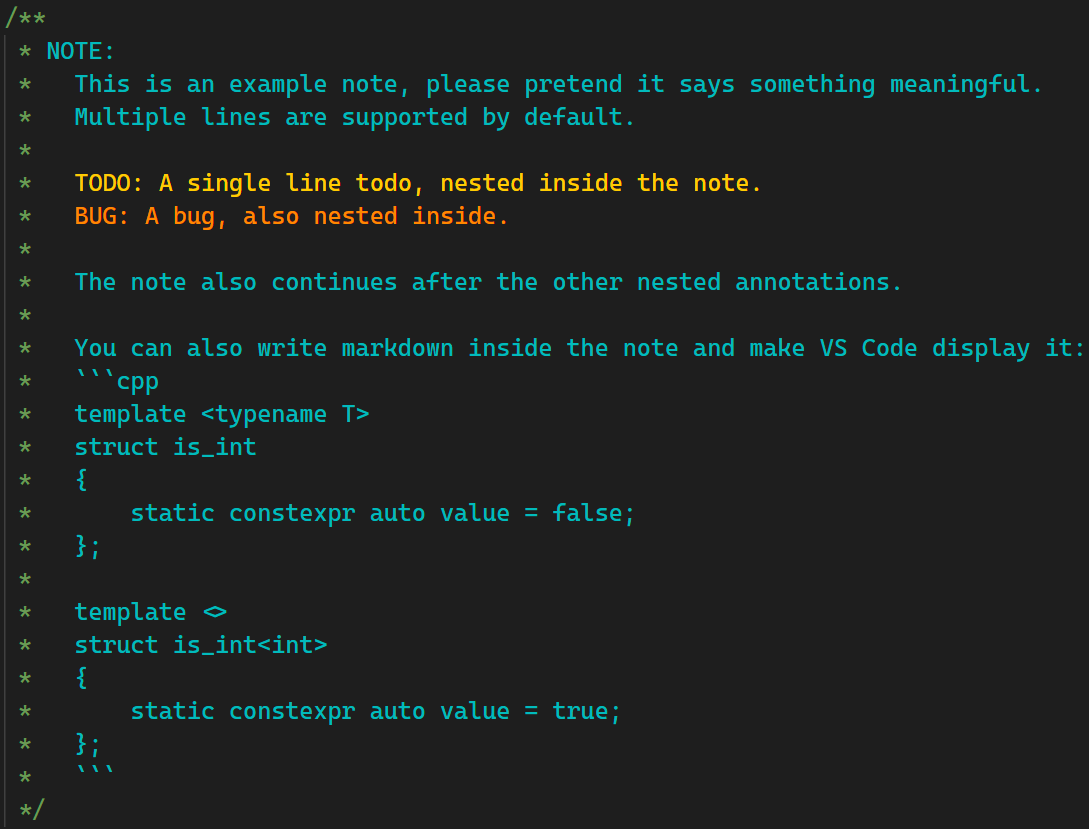 /**
 * NOTE:
 *   This is an example note, please pretend it says something meaningful.
 *   Multiple lines are supported by default.
 *
 *   TODO: A single line todo, nested inside the note.
 *   BUG: A bug, also nested inside.
 *
 *   The note also continues after the other nested annotations.
 *
 *   You can also write markdown inside the note and make VS Code display it:
 *   ```cpp
 *   template <typename T>
 *   struct is_int
 *   {
 *       static constexpr auto value = false;
 *   };
 *
 *   template <>
 *   struct is_int<int>
 *   {
 *       static constexpr auto value = true;
 *   };
 *   ```
 */